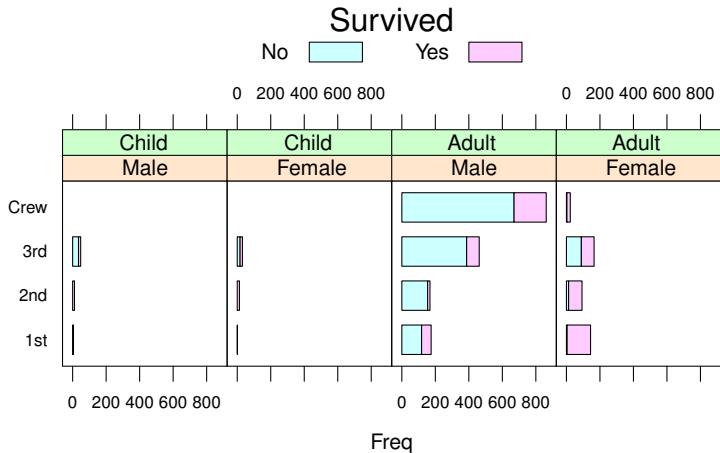 Survived
No Yes
0 200 400 600 800 0 200 400 600 800
Child Child Adult Adult
Male Female Male Female
Crew
3rd
2nd
1st
0 200 400 600 800 0 200 400 600 800
Freq